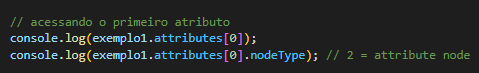 // acessando o primeiro atributo
console.log(exemplo1.attributes[0]);
console.log(exemplo1.attributes[0].nodeType); // 2 = attribute node